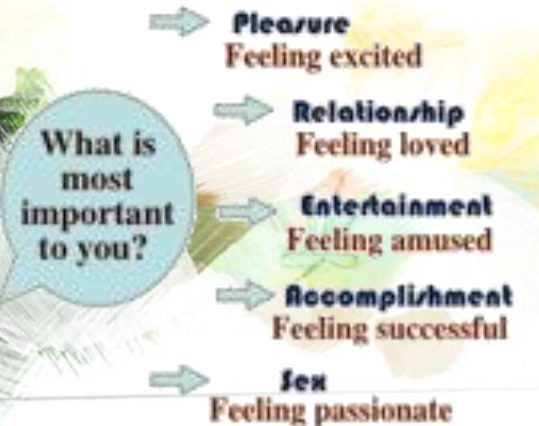 What is
most
important
to you?
Pleasure
Feeling excited
Relationship
Feeling loved
Entertainment
Feeling amused
Accomplishment
Feeling successful
Sex
Feeling passionate